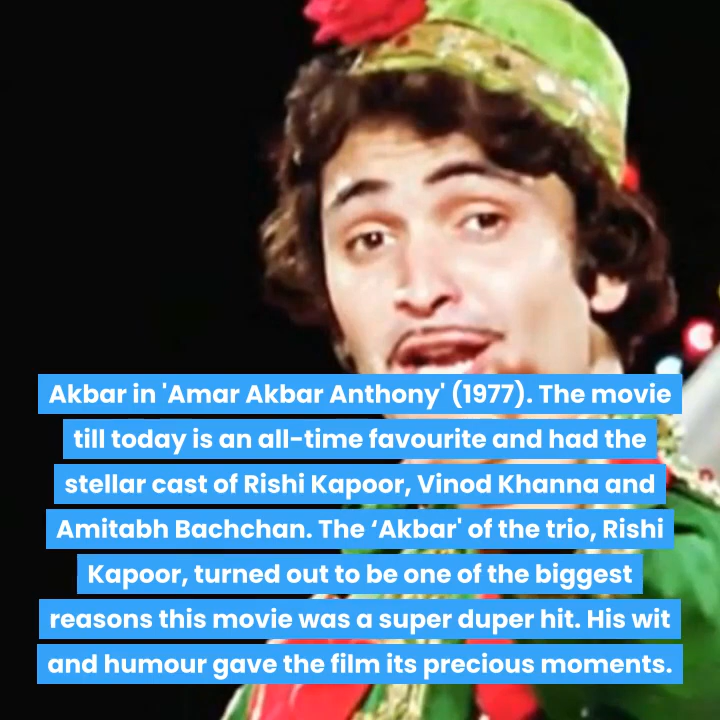 Akbar in 'Amar Akbar Anthony' (1977). The movie
till today is an all-time favourite and had the
stellar cast of Rishi Kapoor, Vinod Khanna and
Amitabh Bachchan. The ‘Akbar' of the trio, Rishi
Kapoor, turned out to be one of the biggest
reasons this movie was a super duper hit. His wit
and humour gave the film its precious moments.